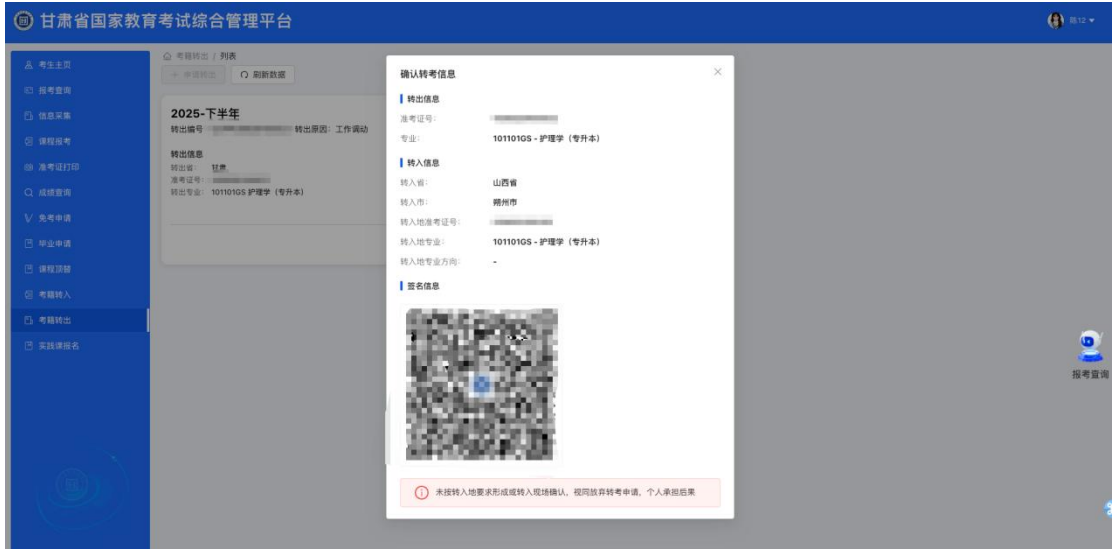 甘肃省国家教育考试综合管理平台
陈12
考生主页
报考查询
信息采集
课程报考
准考证打印
成绩查询
免考申请
毕业申请
课程顶替
考籍转入
考籍转出
实践课报名
考籍转出 / 列表
+ 申请转出 刷新数据
2025-下半年
转出编号 转出原因：工作调动
转出信息
转出省： 甘肃
准考证号：
转出专业： 101101GS 护理学（专升本）
确认转考信息
转出信息
准考证号：
专业： 101101GS - 护理学（专升本）
转入信息
转入省： 山西省
转入市： 朔州市
转入地准考证号：
转入地专业： 101101GS - 护理学（专升本）
转入地专业方向： -
签名信息
未按转入地要求形成或转入现场确认，视同放弃转考申请，个人承担后果
报考查询